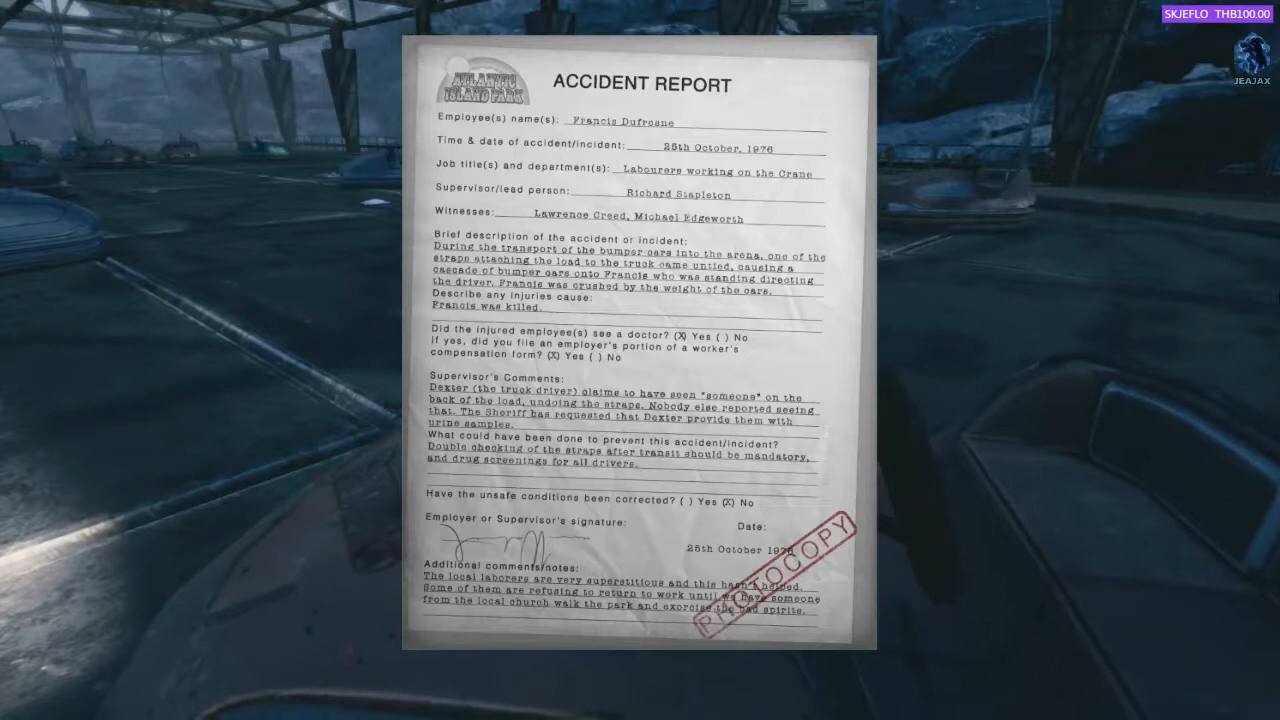 SKJEFLO THB100.00
JEAJAX
ATLANTIC
ISLAND PARK
ACCIDENT REPORT
Employee(s) name(s): Francis Dufresne
Time & date of accident/incident: 25th October, 1976
Job title(s) and department(s): Labourers working on the Crane
Supervisor/lead person: Richard Stapleton
Witnesses: Lawrence Creed, Michael Edgeworth
Brief description of the accident or incident:
During the transport of the bumper cars into the arena, one of the
straps attaching the load to the truck came untied, causing a
cascade of bumper cars onto Francis who was standing directing
the driver. Francis was crushed by the weight of the cars.
Describe any injuries cause:
Francis was killed.
Did the injured employee(s) see a doctor? (X) Yes ( ) No
If yes, did you file an employer's portion of a worker's
compensation form? (X) Yes ( ) No
Supervisor's Comments:
Dexter (the truck driver) claims to have seen "someone" on the
back of the load, undoing the straps. Nobody else reported seeing
that. The Sheriff has requested that Dexter provide them with
urine samples.
What could have been done to prevent this accident/incident?
Double checking of the straps after transit should be mandatory,
and drug screenings for all drivers.
Have the unsafe conditions been corrected? ( ) Yes (X) No
Employer or Supervisor's signature:
Date:
25th October 1976
PHOTOCOPY
Additional comments/notes:
The local laborers are very superstitious and this hasn't helped.
Some of them are refusing to return to work until we have someone
from the local church walk the park and exorcise the bad spirits.